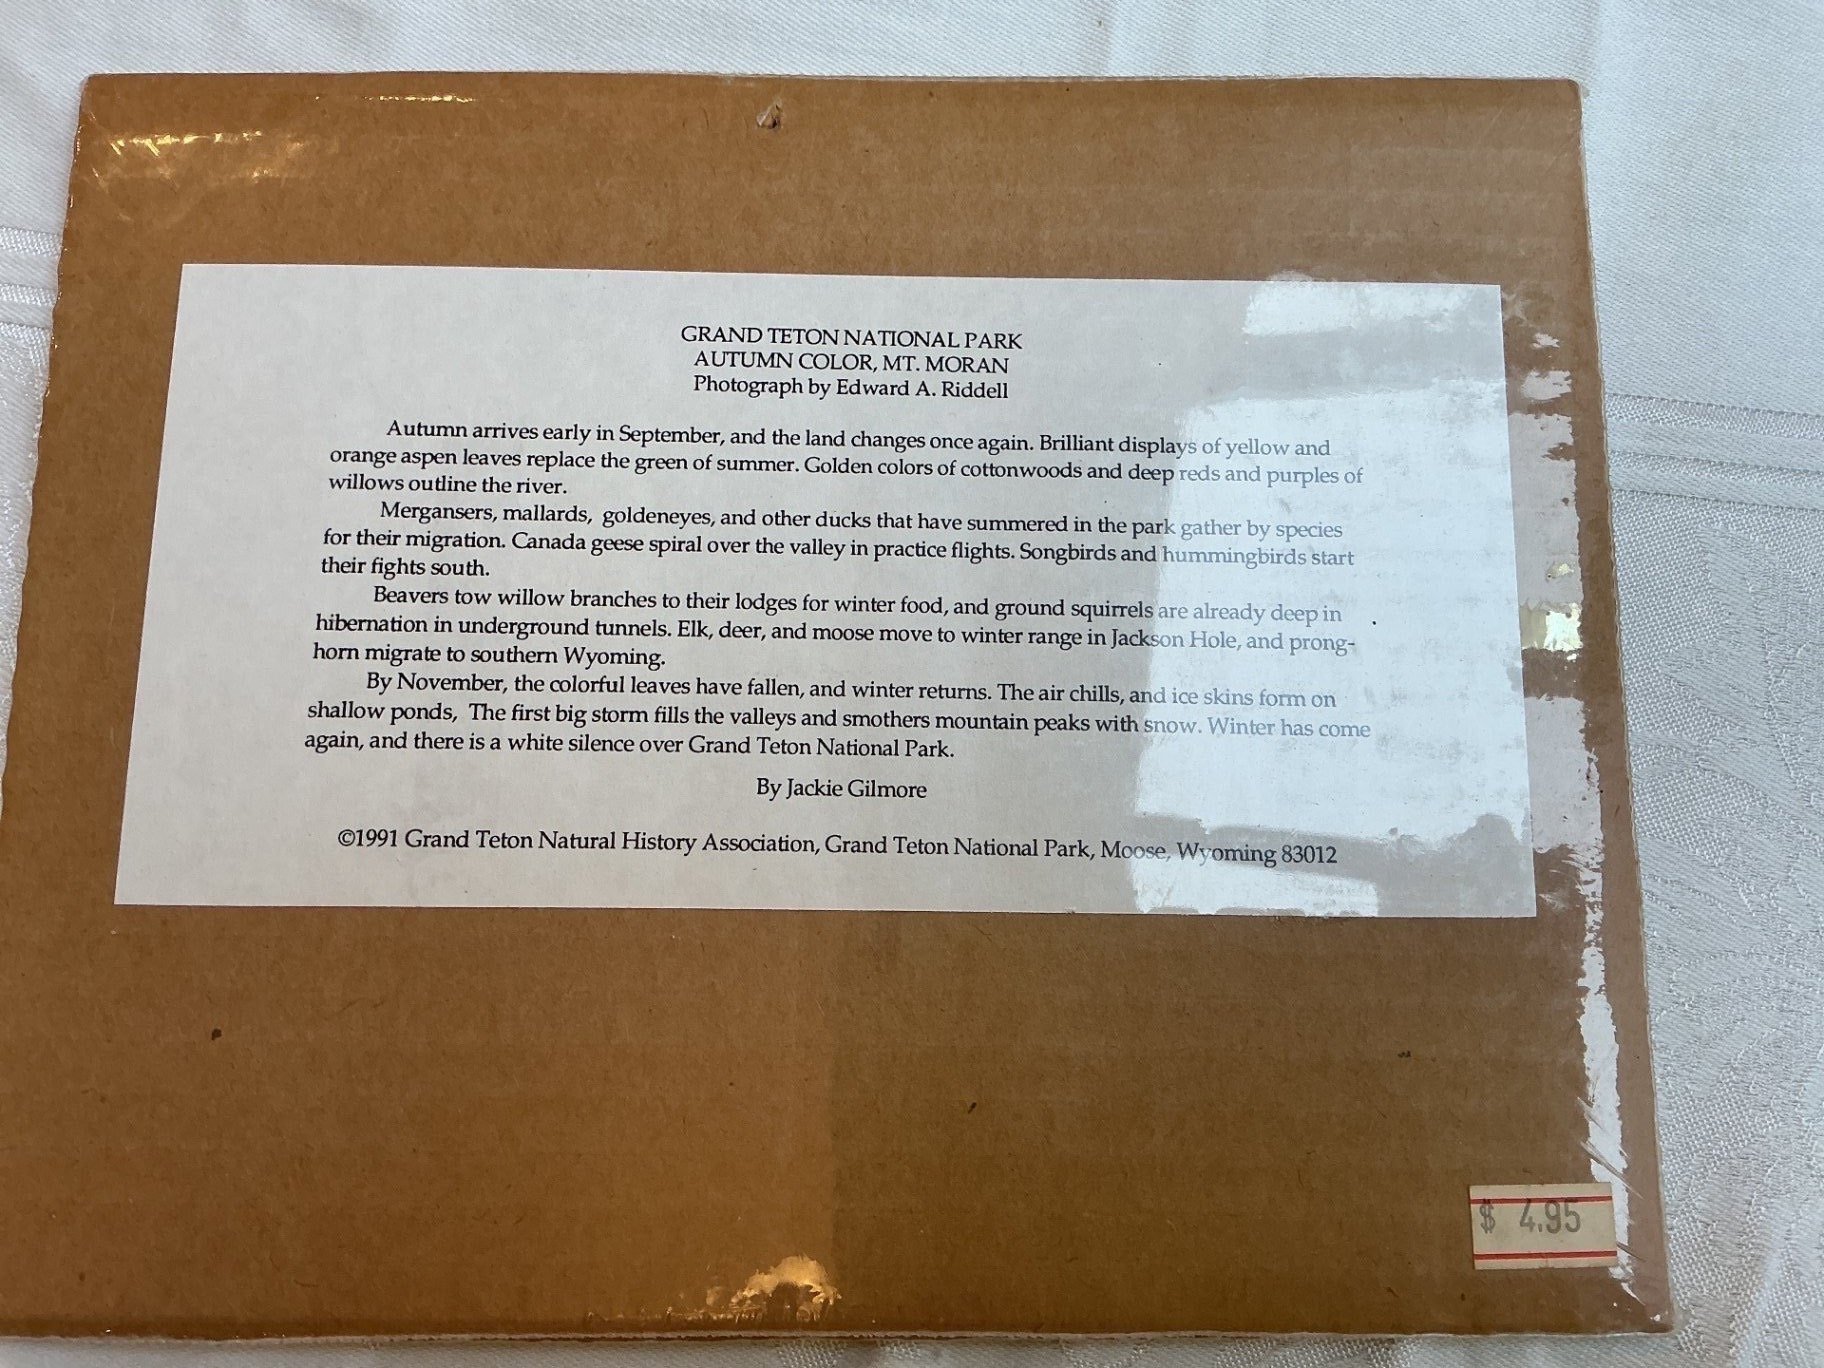 GRAND TETON NATIONAL PARK
AUTUMN COLOR, MT. MORAN
Photograph by Edward A. Riddell
Autumn arrives early in September, and the land changes once again. Brilliant displays of yellow and
orange aspen leaves replace the green of summer. Golden colors of cottonwoods and deep reds and purples of
willows outline the river.
Mergansers, mallards, goldeneyes, and other ducks that have summered in the park gather by species
for their migration. Canada geese spiral over the valley in practice flights. Songbirds and hummingbirds start
their fights south.
Beavers tow willow branches to their lodges for winter food, and ground squirrels are already deep in
hibernation in underground tunnels. Elk, deer, and moose move to winter range in Jackson Hole, and prong-
horn migrate to southern Wyoming.
By November, the colorful leaves have fallen, and winter returns. The air chills, and ice skins form on
shallow ponds, The first big storm fills the valleys and smothers mountain peaks with snow. Winter has come
again, and there is a white silence over Grand Teton National Park.
By Jackie Gilmore
©1991 Grand Teton Natural History Association, Grand Teton National Park, Moose, Wyoming 83012
$ 4.95